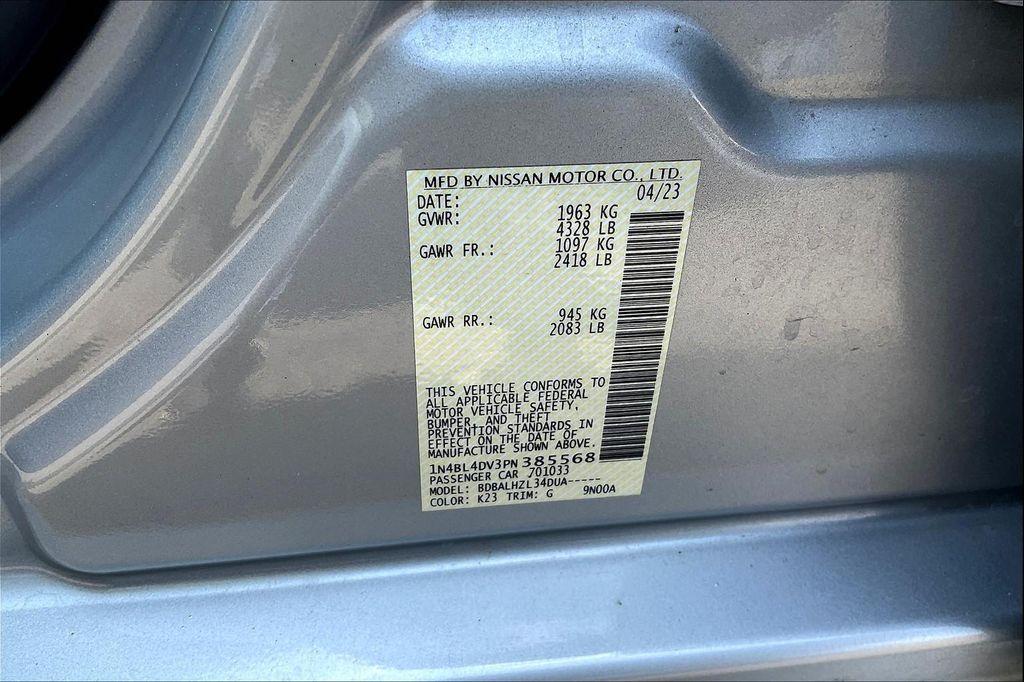 MFD BY NISSAN MOTOR CO., LTD.
DATE: 04/23
GVWR: 1963 KG
4328 LB
GAWR FR.: 1097 KG
2418 LB
GAWR RR.: 945 KG
2083 LB
THIS VEHICLE CONFORMS TO
ALL APPLICABLE FEDERAL
MOTOR VEHICLE SAFETY,
BUMPER, AND THEFT
PREVENTION STANDARDS IN
EFFECT ON THE DATE OF
MANUFACTURE SHOWN ABOVE.
1N4BL4DV3PN385568
PASSENGER CAR 701033
MODEL: BDBALHZL34DUA-----
COLOR: K23 TRIM: G 9N00A